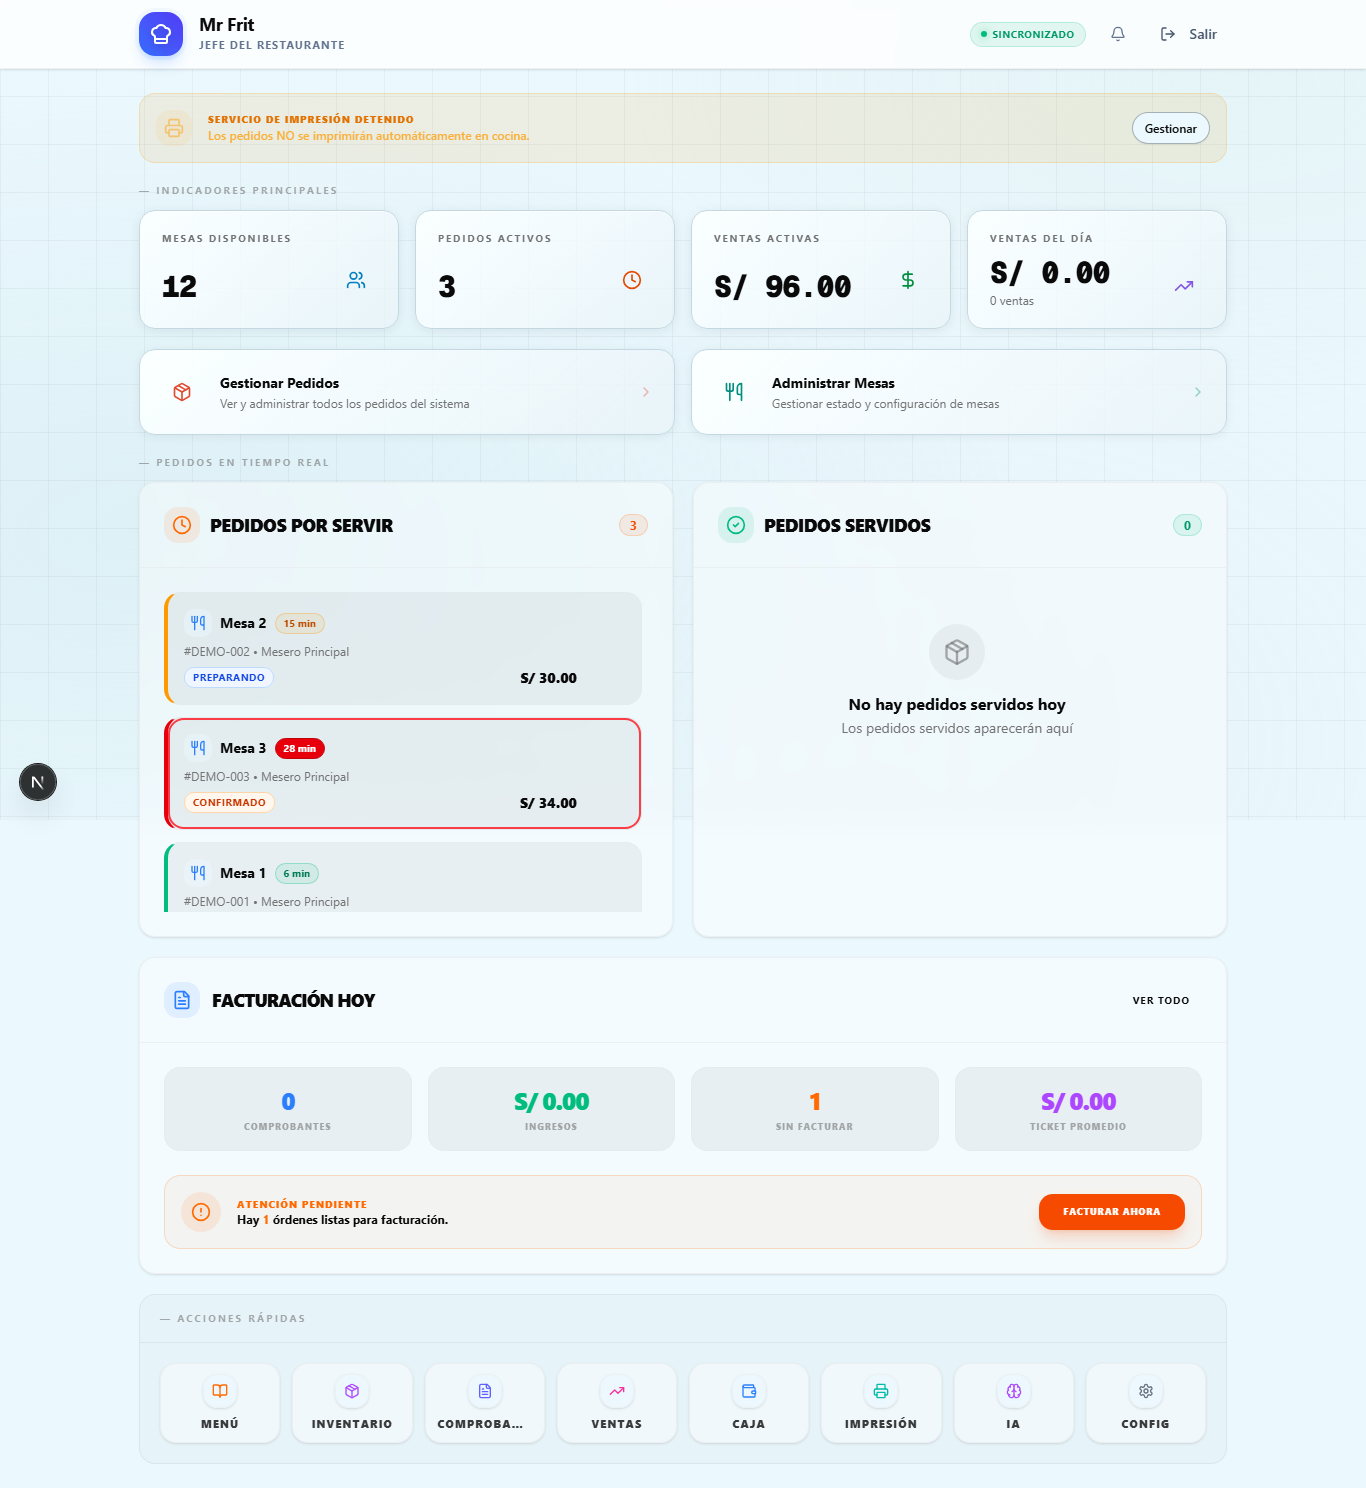 Mr Frit
JEFE DEL RESTAURANTE
SINCRONIZADO
Salir
SERVICIO DE IMPRESIÓN DETENIDO
Los pedidos NO se imprimirán automáticamente en cocina.
Gestionar
— INDICADORES PRINCIPALES
MESAS DISPONIBLES
12
PEDIDOS ACTIVOS
3
VENTAS ACTIVAS
S/ 96.00
VENTAS DEL DÍA
S/ 0.00
0 ventas
Gestionar Pedidos
Ver y administrar todos los pedidos del sistema
Administrar Mesas
Gestionar estado y configuración de mesas
— PEDIDOS EN TIEMPO REAL
PEDIDOS POR SERVIR
3
Mesa 2 15 min
#DEMO-002 • Mesero Principal
PREPARANDO
S/ 30.00
Mesa 3 28 min
#DEMO-003 • Mesero Principal
CONFIRMADO
S/ 34.00
Mesa 1 6 min
#DEMO-001 • Mesero Principal
PEDIDOS SERVIDOS
0
No hay pedidos servidos hoy
Los pedidos servidos aparecerán aquí
N
FACTURACIÓN HOY
VER TODO
0
COMPROBANTES
S/ 0.00
INGRESOS
1
SIN FACTURAR
S/ 0.00
TICKET PROMEDIO
ATENCIÓN PENDIENTE
Hay 1 órdenes listas para facturación.
FACTURAR AHORA
— ACCIONES RÁPIDAS
MENÚ
INVENTARIO
COMPROBA...
VENTAS
CAJA
IMPRESIÓN
IA
CONFIG